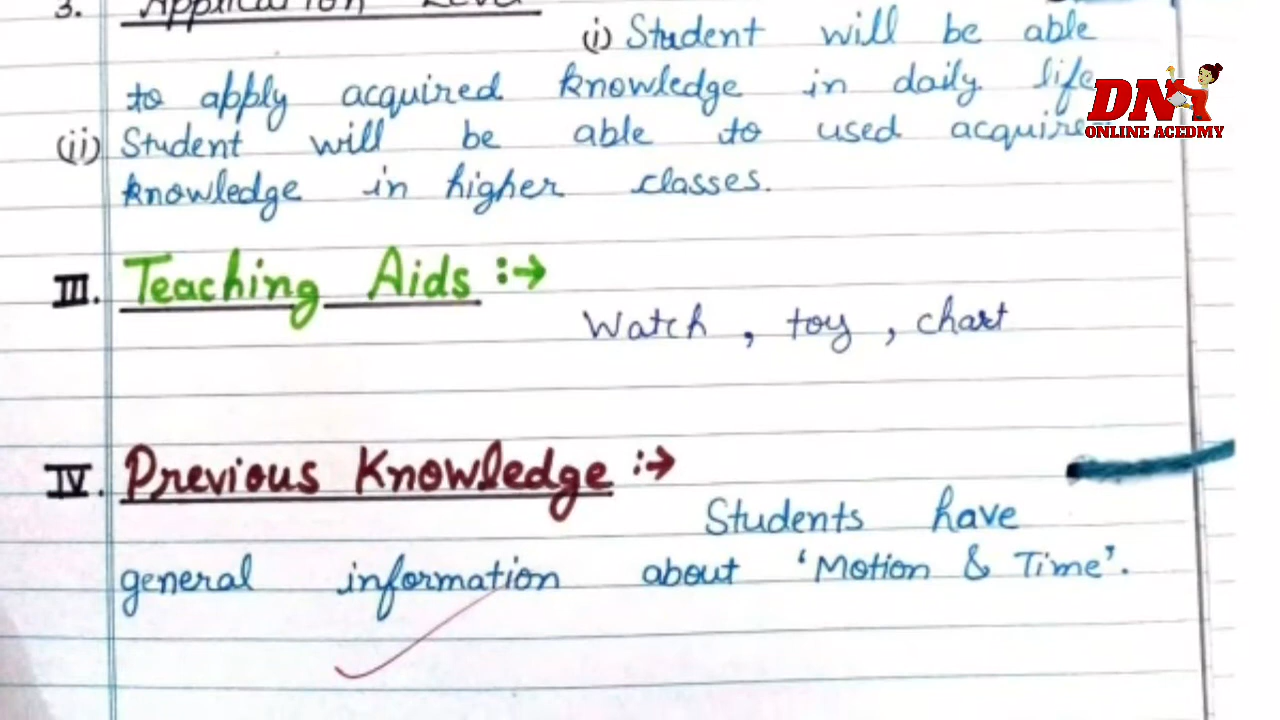 3. Application Level
(i) Student will be able
to apply acquired knowledge in daily life
(ii) Student will be able to used acquired
knowledge in higher classes.
III. Teaching Aids :→
Watch , toy , chart
IV. Previous Knowledge :→
Students have
general information about 'Motion & Time'.
DN
ONLINE ACEDMY